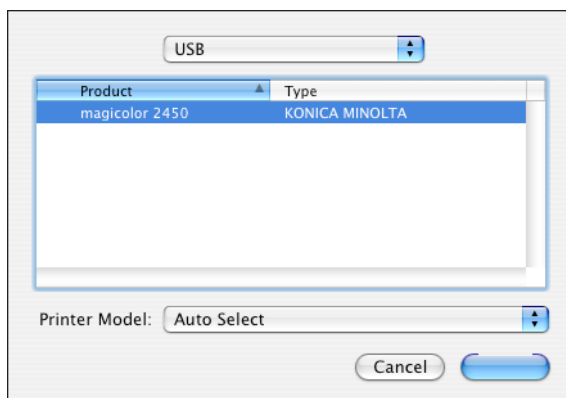 USB
Product Type
magicolor 2450 KONICA MINOLTA
Printer Model: Auto Select
Cancel